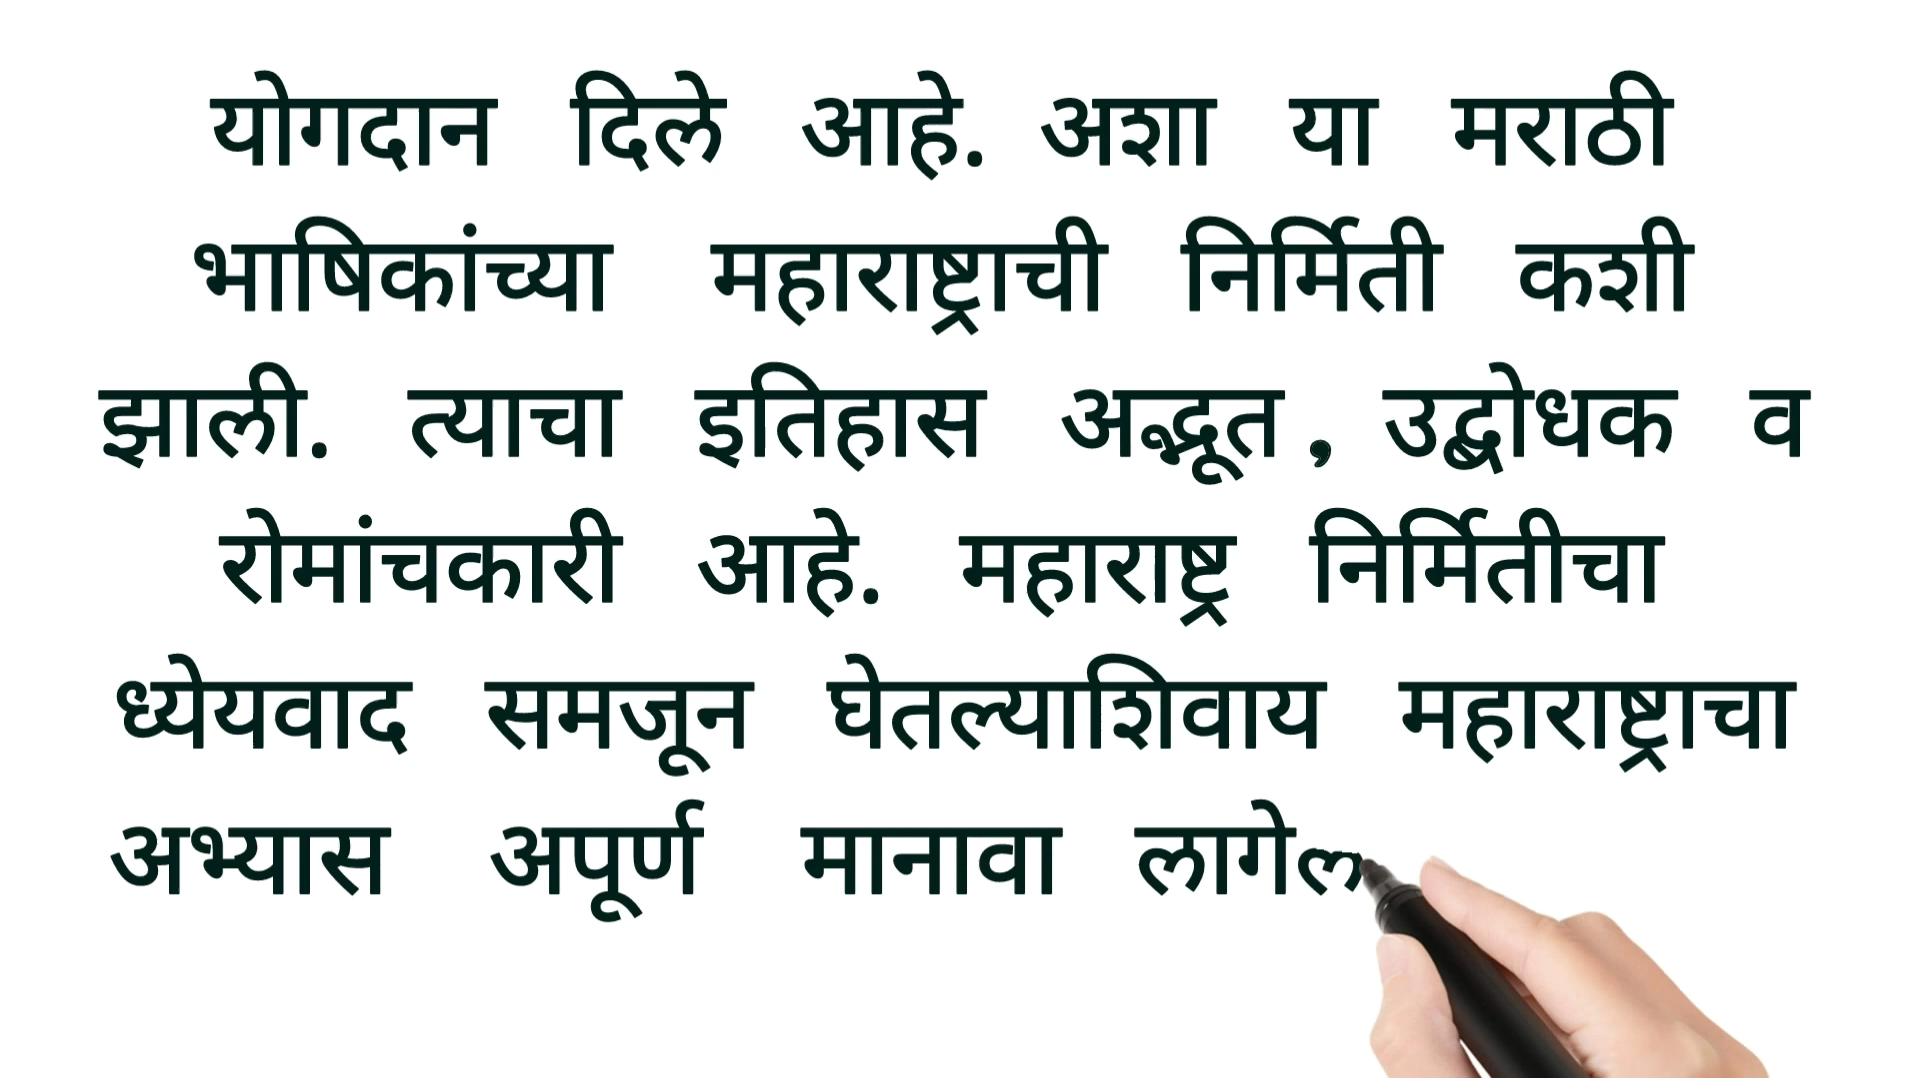 योगदान दिले आहे. अशा या मराठी
भाषिकांच्या महाराष्ट्राची निर्मिती कशी
झाली. त्याचा इतिहास अद्भूत , उद्बोधक व
रोमांचकारी आहे. महाराष्ट्र निर्मितीचा
ध्येयवाद समजून घेतल्याशिवाय महाराष्ट्राचा
अभ्यास अपूर्ण मानावा लागेल